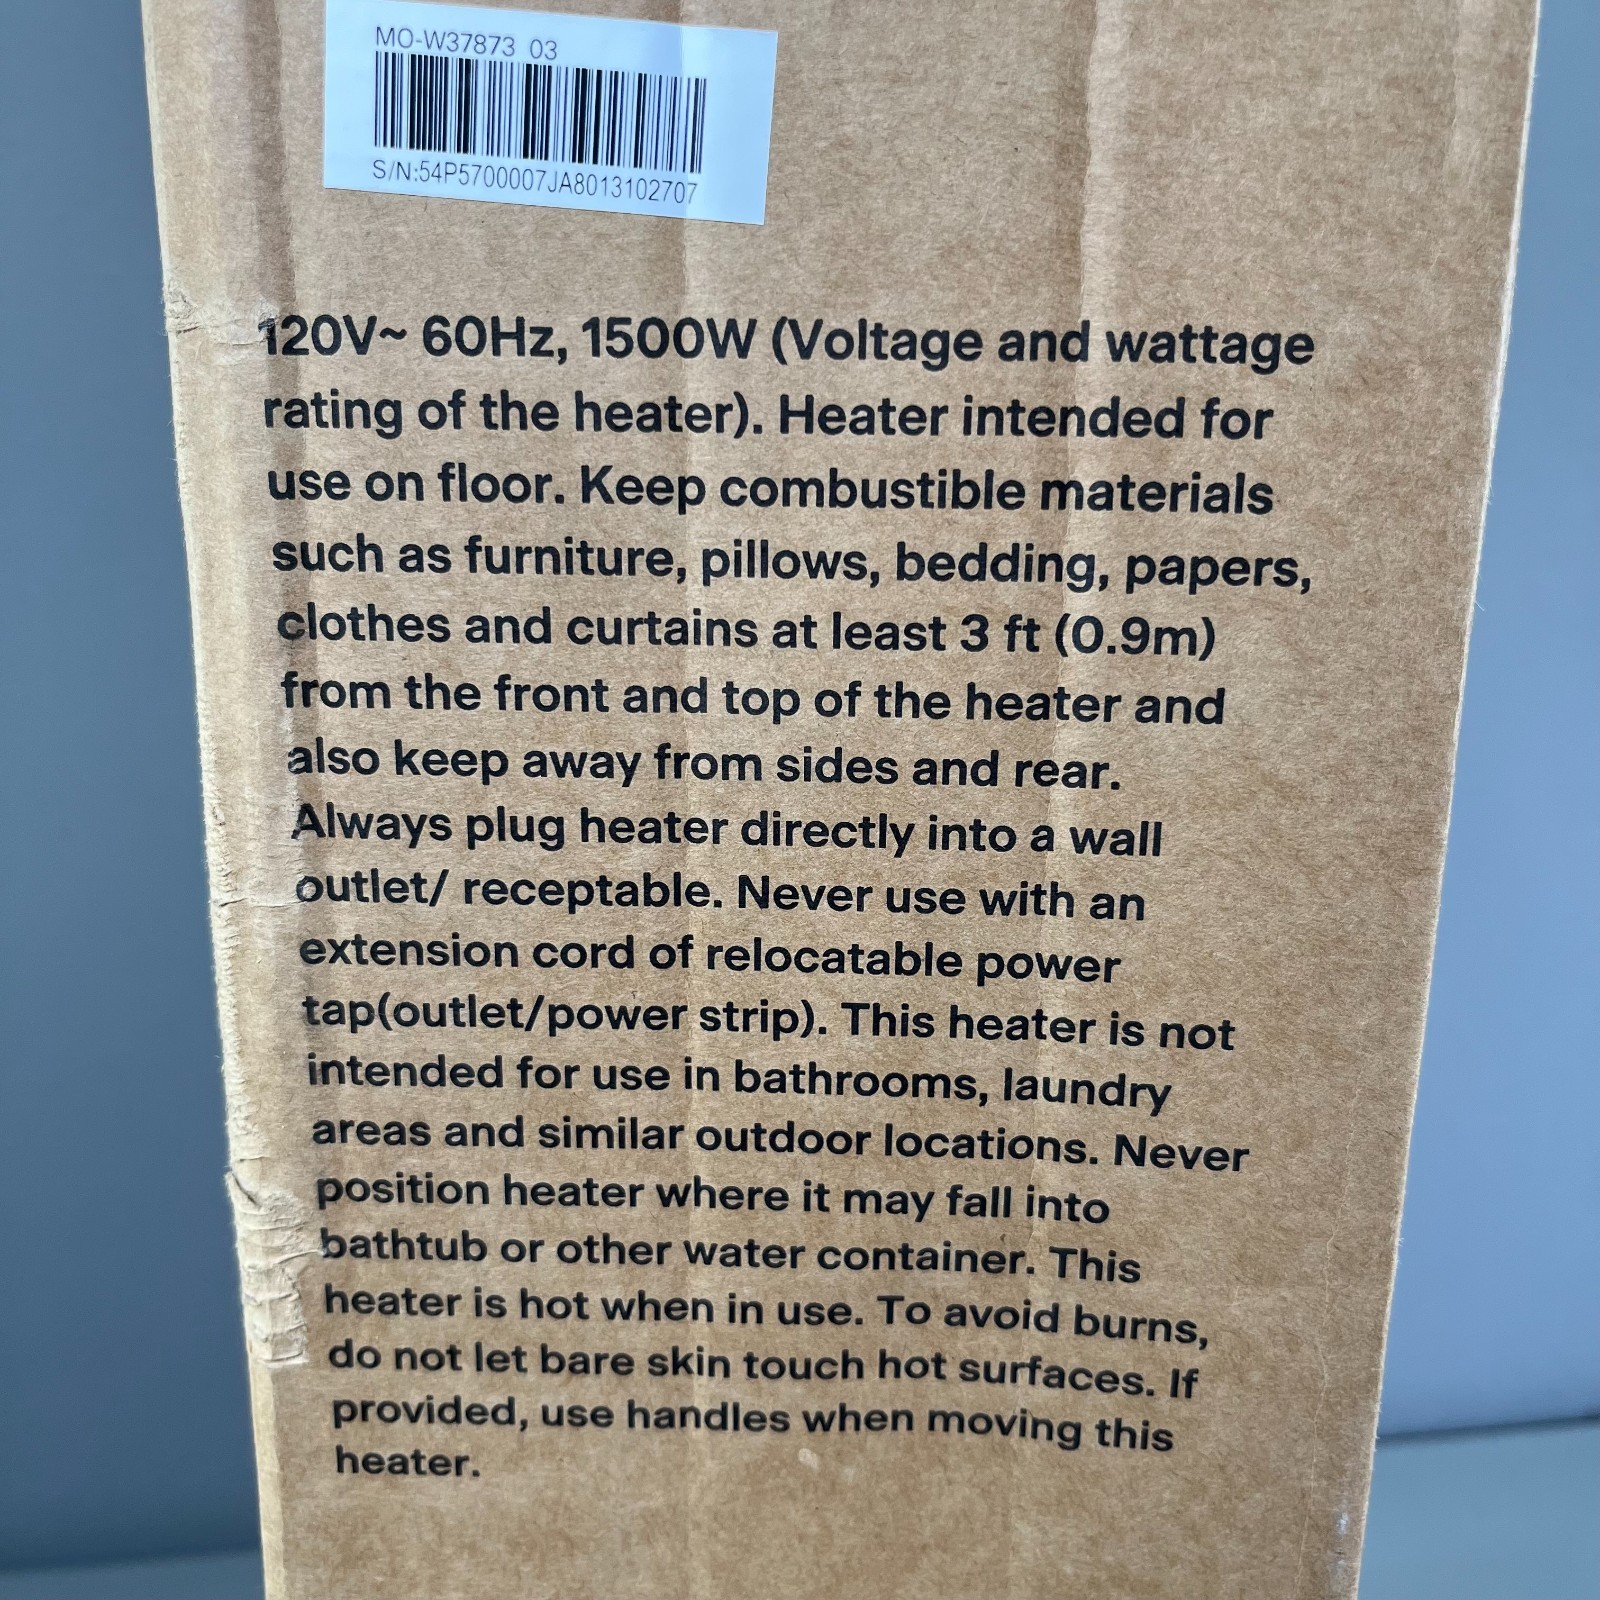 MO-W37873 03
S/N:54P5700007JA8013102707
120V~ 60Hz, 1500W (Voltage and wattage
rating of the heater). Heater intended for
use on floor. Keep combustible materials
such as furniture, pillows, bedding, papers,
clothes and curtains at least 3 ft (0.9m)
from the front and top of the heater and
also keep away from sides and rear.
Always plug heater directly into a wall
outlet/ receptable. Never use with an
extension cord of relocatable power
tap(outlet/power strip). This heater is not
intended for use in bathrooms, laundry
areas and similar outdoor locations. Never
position heater where it may fall into
bathtub or other water container. This
heater is hot when in use. To avoid burns,
do not let bare skin touch hot surfaces. If
provided, use handles when moving this
heater.